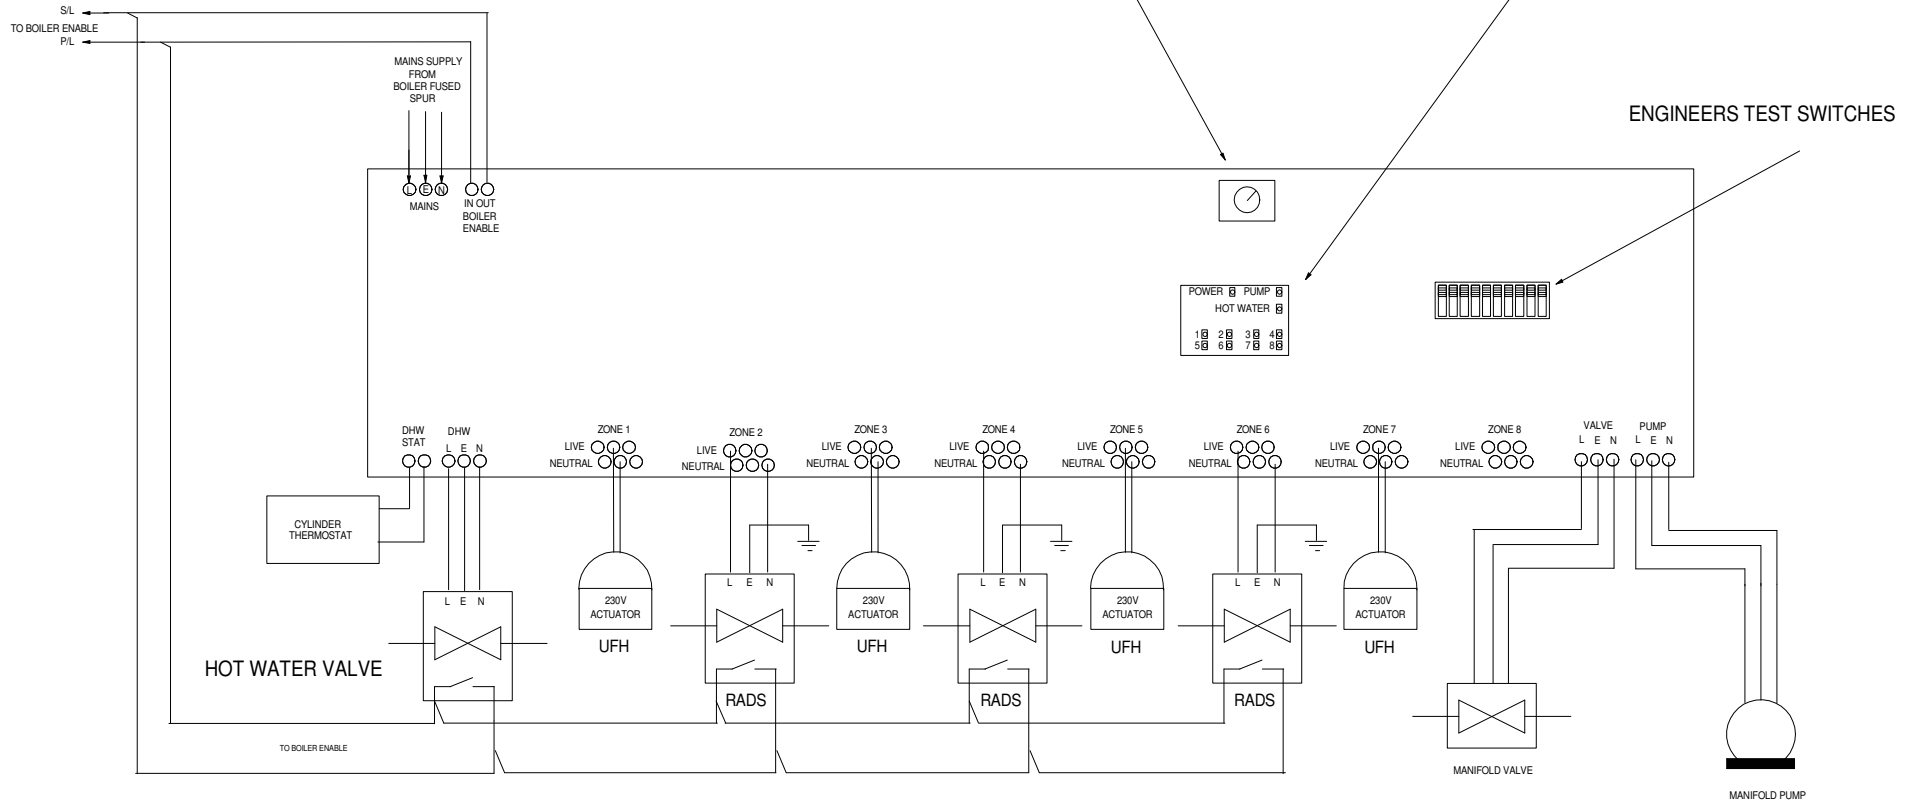 S/L
TO BOILER ENABLE
P/L
MAINS SUPPLY
FROM
BOILER FUSED
SPUR
ENGINEERS TEST SWITCHES
L E N
MAINS
IN OUT
BOILER
ENABLE
POWER PUMP
HOT WATER
1 2 3 4
5 6 7 8
DHW
STAT
DHW
L E N
ZONE 1
LIVE
NEUTRAL
ZONE 2
LIVE
NEUTRAL
ZONE 3
LIVE
NEUTRAL
ZONE 4
LIVE
NEUTRAL
ZONE 5
LIVE
NEUTRAL
ZONE 6
LIVE
NEUTRAL
ZONE 7
LIVE
NEUTRAL
ZONE 8
LIVE
NEUTRAL
VALVE
L E N
PUMP
L E N
CYLINDER
THERMOSTAT
L E N
HOT WATER VALVE
230V
ACTUATOR
UFH
L E N
RADS
230V
ACTUATOR
UFH
L E N
RADS
230V
ACTUATOR
UFH
L E N
RADS
230V
ACTUATOR
UFH
TO BOILER ENABLE
MANIFOLD VALVE
MANIFOLD PUMP